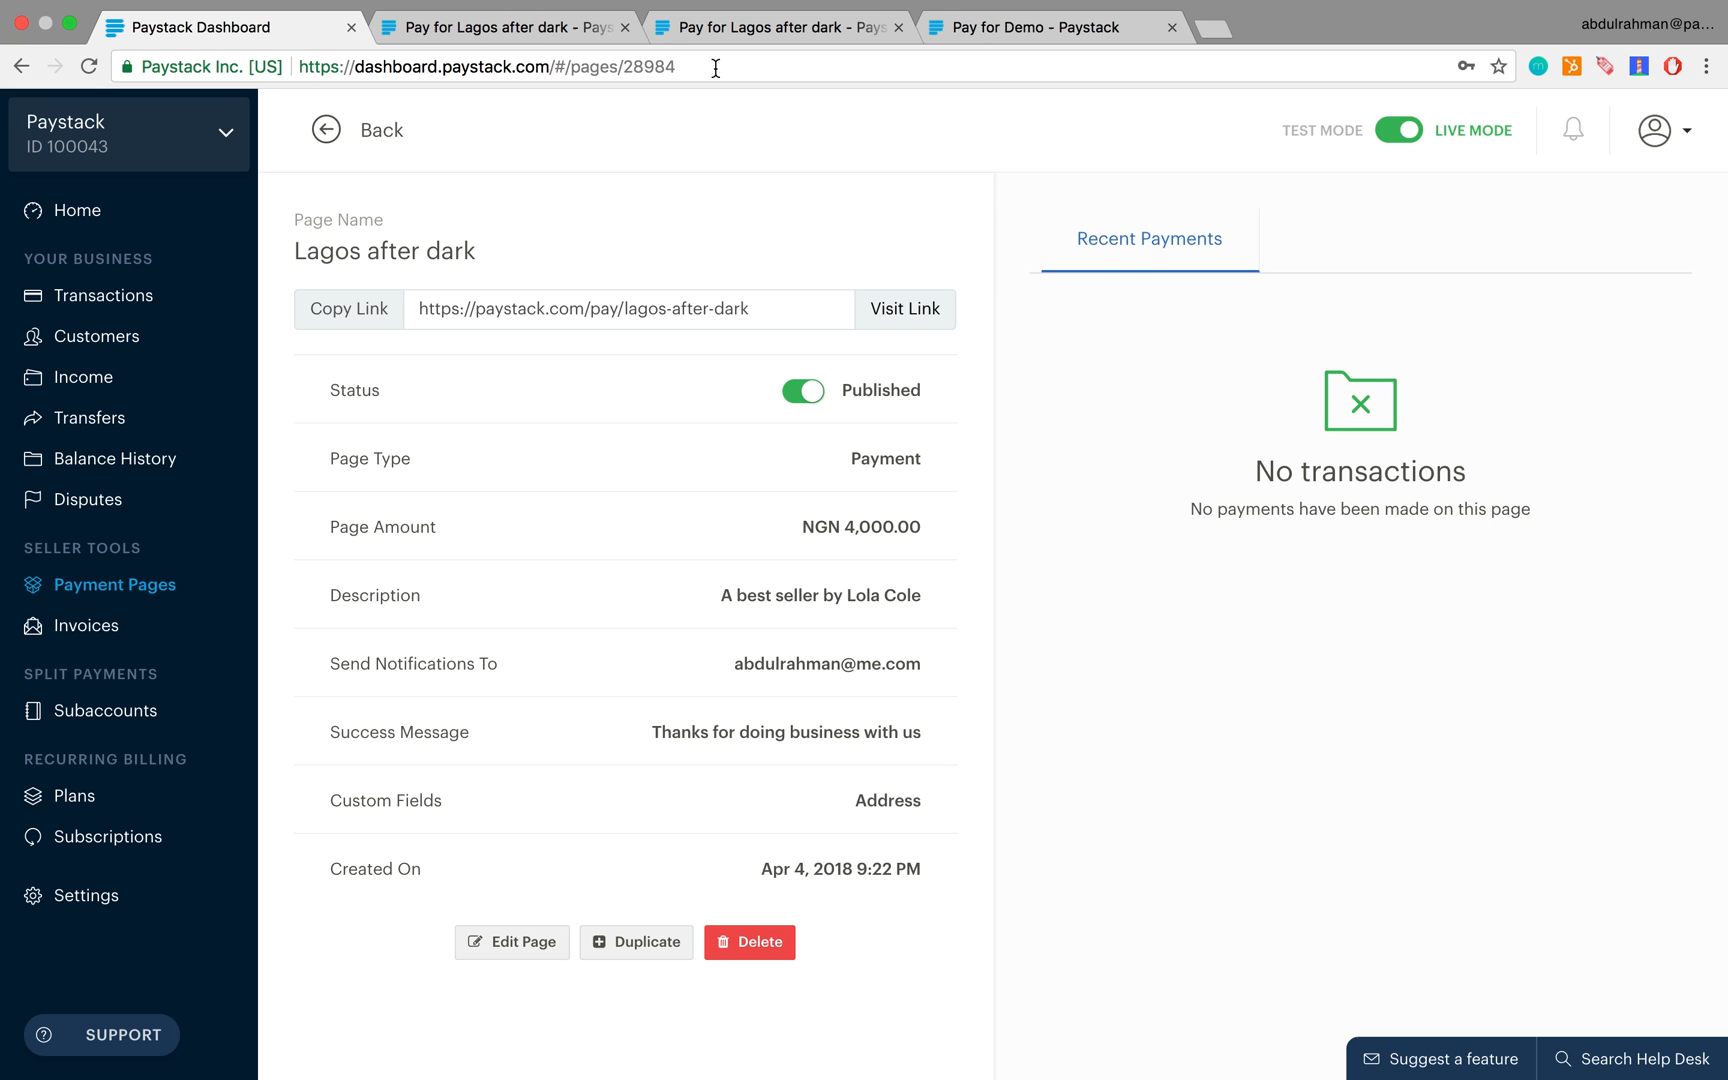 Paystack Dashboard
Pay for Lagos after dark - Pays
Pay for Lagos after dark - Pays
Pay for Demo - Paystack
abdulrahman@pa...
Paystack Inc. [US]
https://dashboard.paystack.com/#/pages/28984
Paystack
ID 100043
Back
TEST MODE
LIVE MODE
Home
YOUR BUSINESS
Transactions
Customers
Income
Transfers
Balance History
Disputes
SELLER TOOLS
Payment Pages
Invoices
SPLIT PAYMENTS
Subaccounts
RECURRING BILLING
Plans
Subscriptions
Settings
SUPPORT
Page Name
Lagos after dark
Copy Link
https://paystack.com/pay/lagos-after-dark
Visit Link
Status
Published
Page Type
Payment
Page Amount
NGN 4,000.00
Description
A best seller by Lola Cole
Send Notifications To
abdulrahman@me.com
Success Message
Thanks for doing business with us
Custom Fields
Address
Created On
Apr 4, 2018 9:22 PM
Edit Page
Duplicate
Delete
Recent Payments
No transactions
No payments have been made on this page
Suggest a feature
Search Help Desk